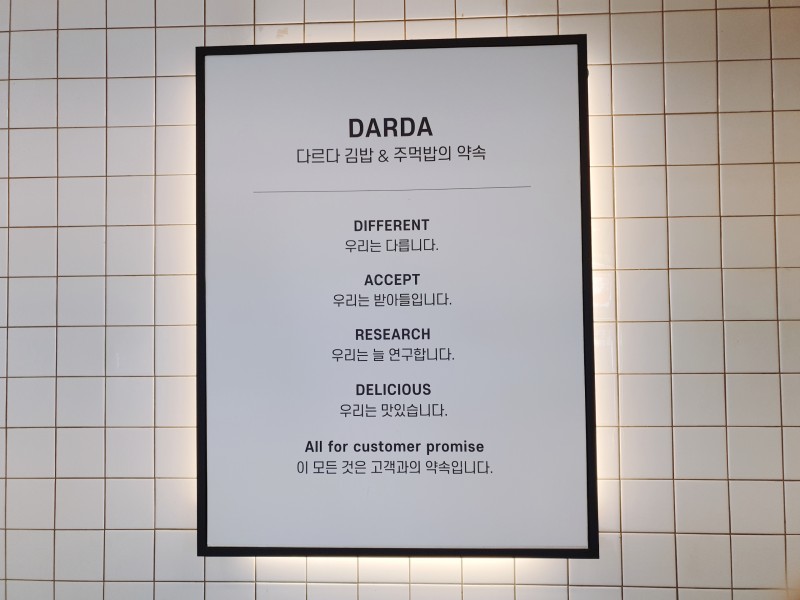 DARDA
다르다 김밥 & 주먹밥의 약속
DIFFERENT
우리는 다릅니다.
ACCEPT
우리는 받아들입니다.
RESEARCH
우리는 늘 연구합니다.
DELICIOUS
우리는 맛있습니다.
All for customer promise
이 모든 것은 고객과의 약속입니다.